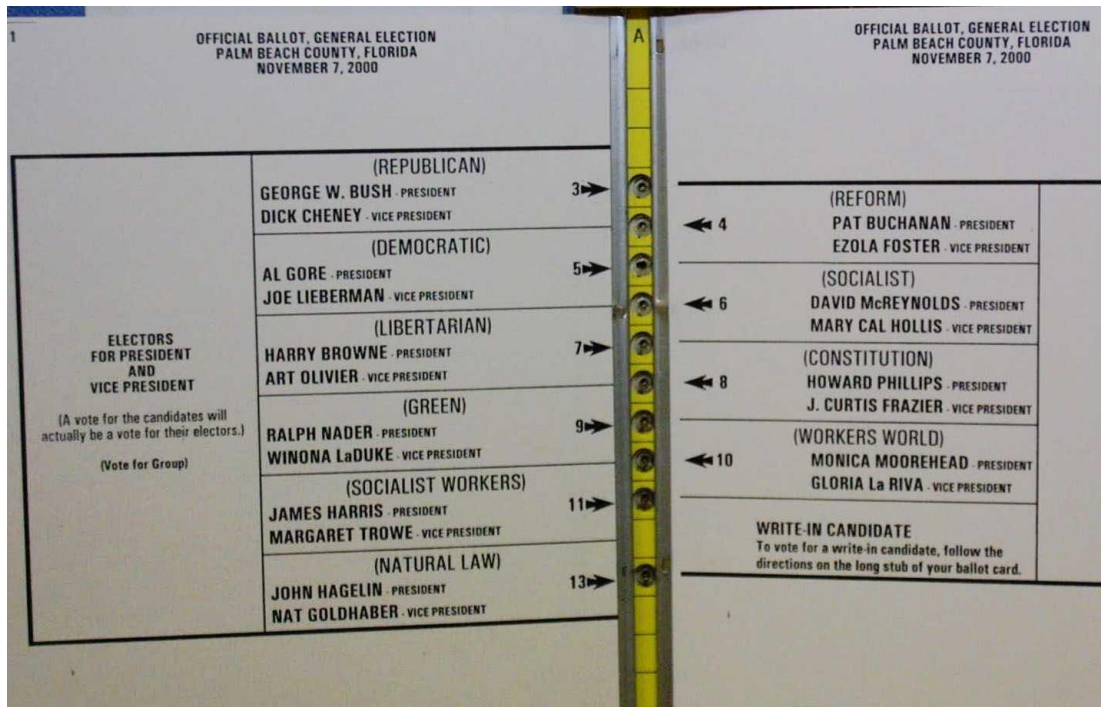 1
OFFICIAL BALLOT, GENERAL ELECTION
PALM BEACH COUNTY, FLORIDA
NOVEMBER 7, 2000
ELECTORS
FOR PRESIDENT
AND
VICE PRESIDENT
(A vote for the candidates will
actually be a vote for their electors.)
(Vote for Group)
(REPUBLICAN)
GEORGE W. BUSH - PRESIDENT
DICK CHENEY - VICE PRESIDENT
3
(DEMOCRATIC)
AL GORE - PRESIDENT
JOE LIEBERMAN - VICE PRESIDENT
5
(LIBERTARIAN)
HARRY BROWNE - PRESIDENT
ART OLIVIER - VICE PRESIDENT
7
(GREEN)
RALPH NADER - PRESIDENT
WINONA LaDUKE - VICE PRESIDENT
9
(SOCIALIST WORKERS)
JAMES HARRIS - PRESIDENT
MARGARET TROWE - VICE PRESIDENT
11
(NATURAL LAW)
JOHN HAGELIN - PRESIDENT
NAT GOLDHABER - VICE PRESIDENT
13
A
OFFICIAL BALLOT, GENERAL ELECTION
PALM BEACH COUNTY, FLORIDA
NOVEMBER 7, 2000
(REFORM)
4 PAT BUCHANAN - PRESIDENT
EZOLA FOSTER - VICE PRESIDENT
(SOCIALIST)
6 DAVID McREYNOLDS - PRESIDENT
MARY CAL HOLLIS - VICE PRESIDENT
(CONSTITUTION)
8 HOWARD PHILLIPS - PRESIDENT
J. CURTIS FRAZIER - VICE PRESIDENT
(WORKERS WORLD)
10 MONICA MOOREHEAD - PRESIDENT
GLORIA La RIVA - VICE PRESIDENT
WRITE-IN CANDIDATE
To vote for a write-in candidate, follow the
directions on the long stub of your ballot card.